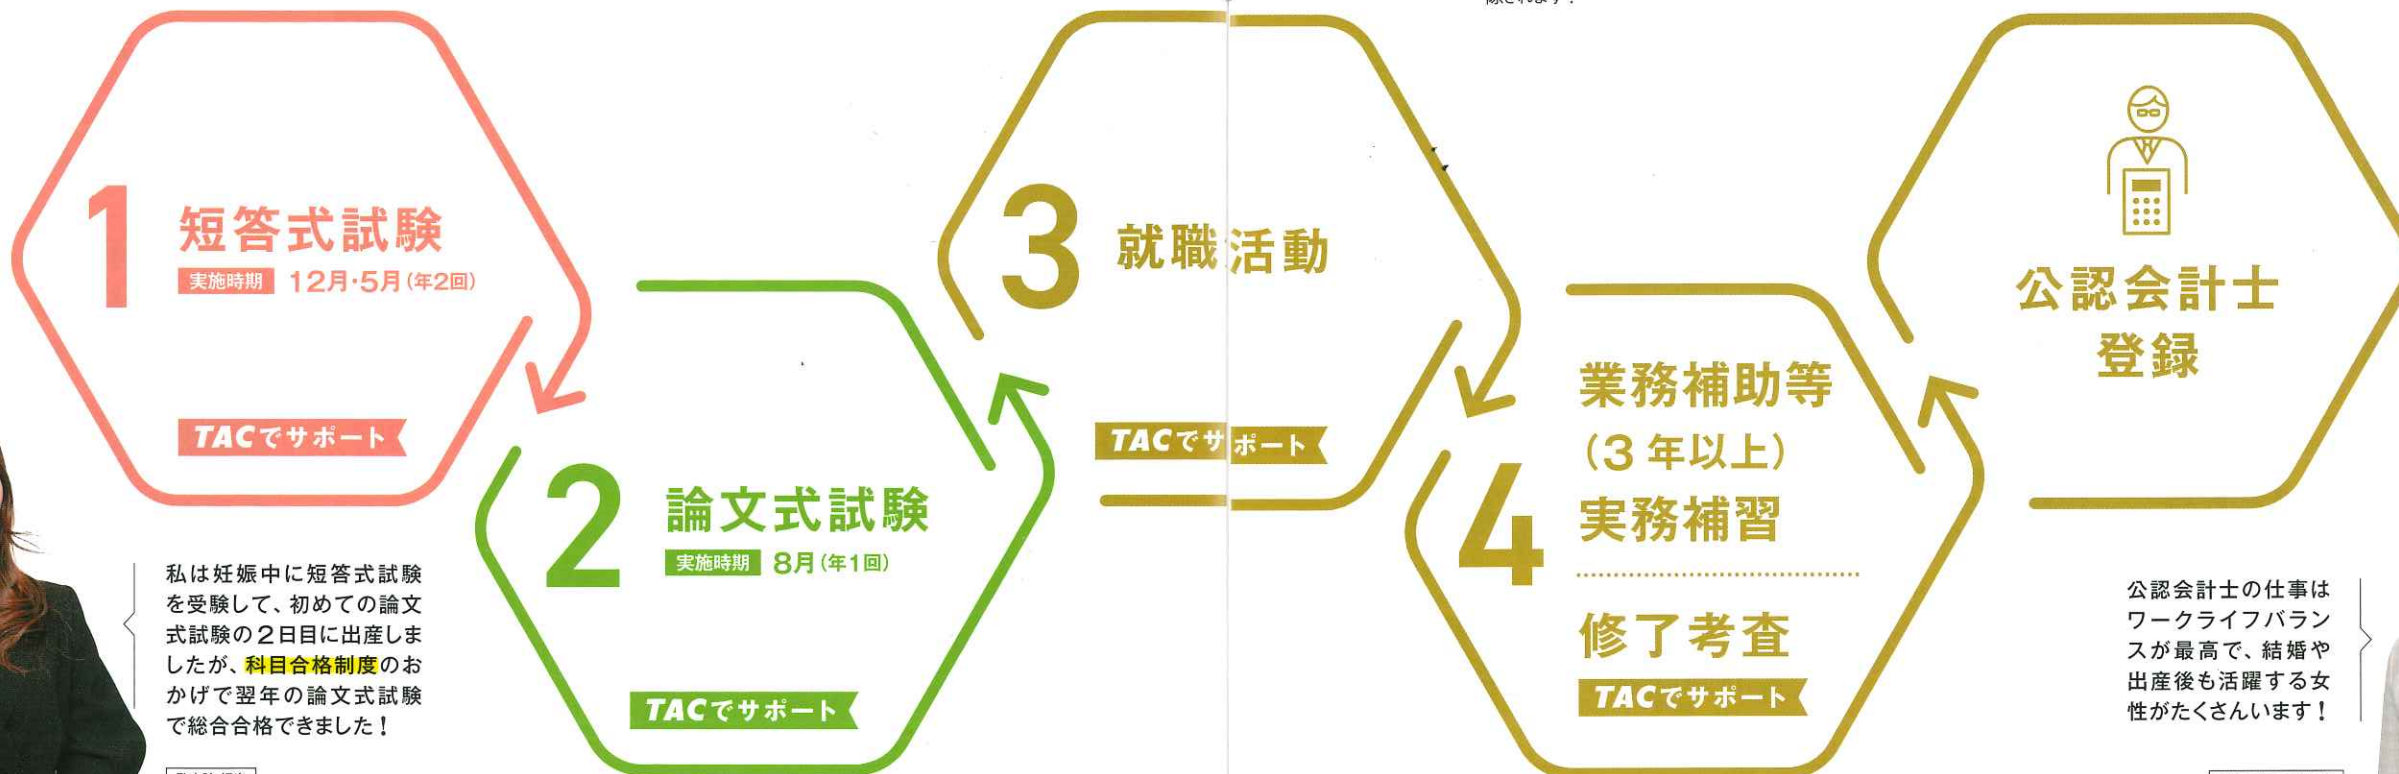 1
短答式試験
実施時期 12月・5月(年2回)
TACでサポート
私は妊娠中に短答式試験
を受験して、初めての論文
式試験の2日目に出産しま
したが、科目合格制度のお
かげで翌年の論文式試験
で総合合格できました!
2
論文式試験
実施時期 8月(年1回)
TACでサポート
3
就職活動
TACでサポート
4
業務補助等
(3年以上)
実務補習
修了考査
TACでサポート
公認会計士
登録
公認会計士の仕事は
ワークライフバラン
スが最高で、結婚や
出産後も活躍する女
性がたくさんいます!